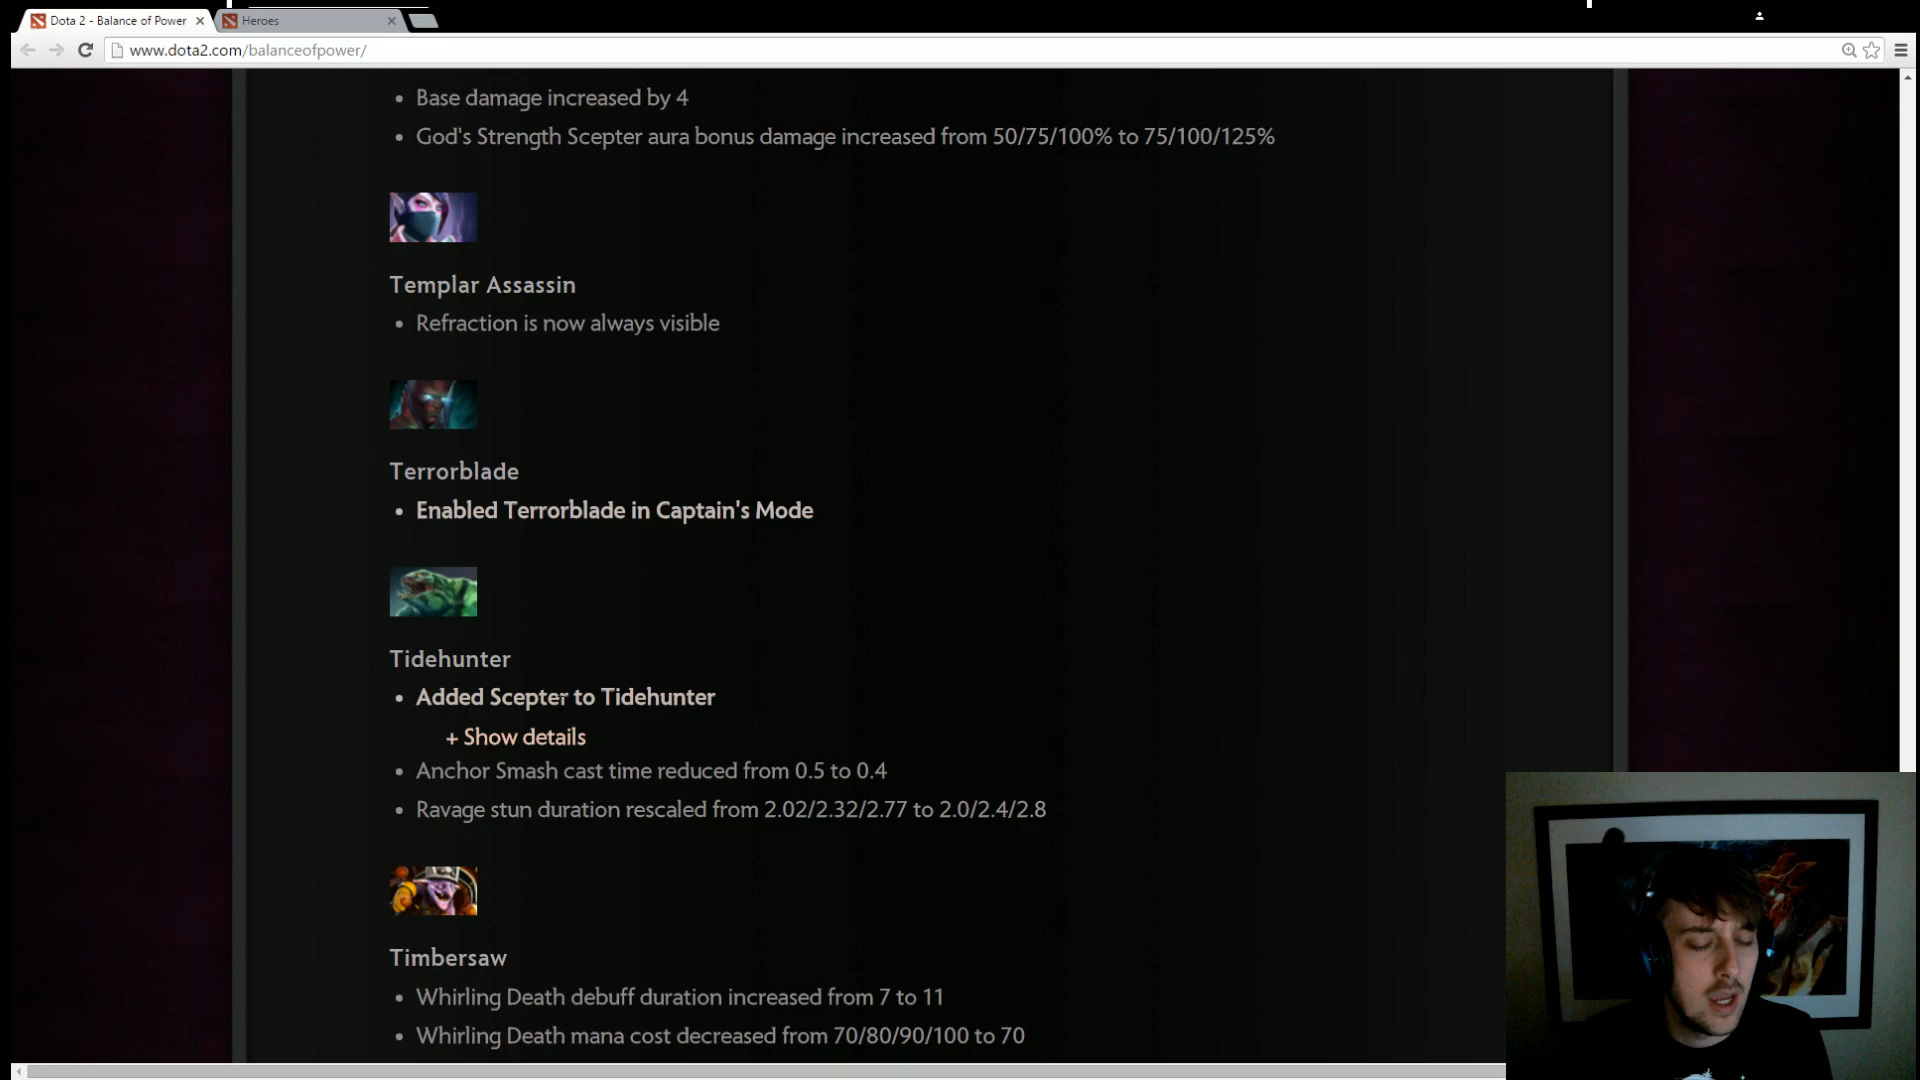 Dota 2 - Balance of Power
Heroes
www.dota2.com/balanceofpower/
Base damage increased by 4
God's Strength Scepter aura bonus damage increased from 50/75/100% to 75/100/125%
Templar Assassin
Refraction is now always visible
Terrorblade
Enabled Terrorblade in Captain's Mode
Tidehunter
Added Scepter to Tidehunter
+ Show details
Anchor Smash cast time reduced from 0.5 to 0.4
Ravage stun duration rescaled from 2.02/2.32/2.77 to 2.0/2.4/2.8
Timbersaw
Whirling Death debuff duration increased from 7 to 11
Whirling Death mana cost decreased from 70/80/90/100 to 70